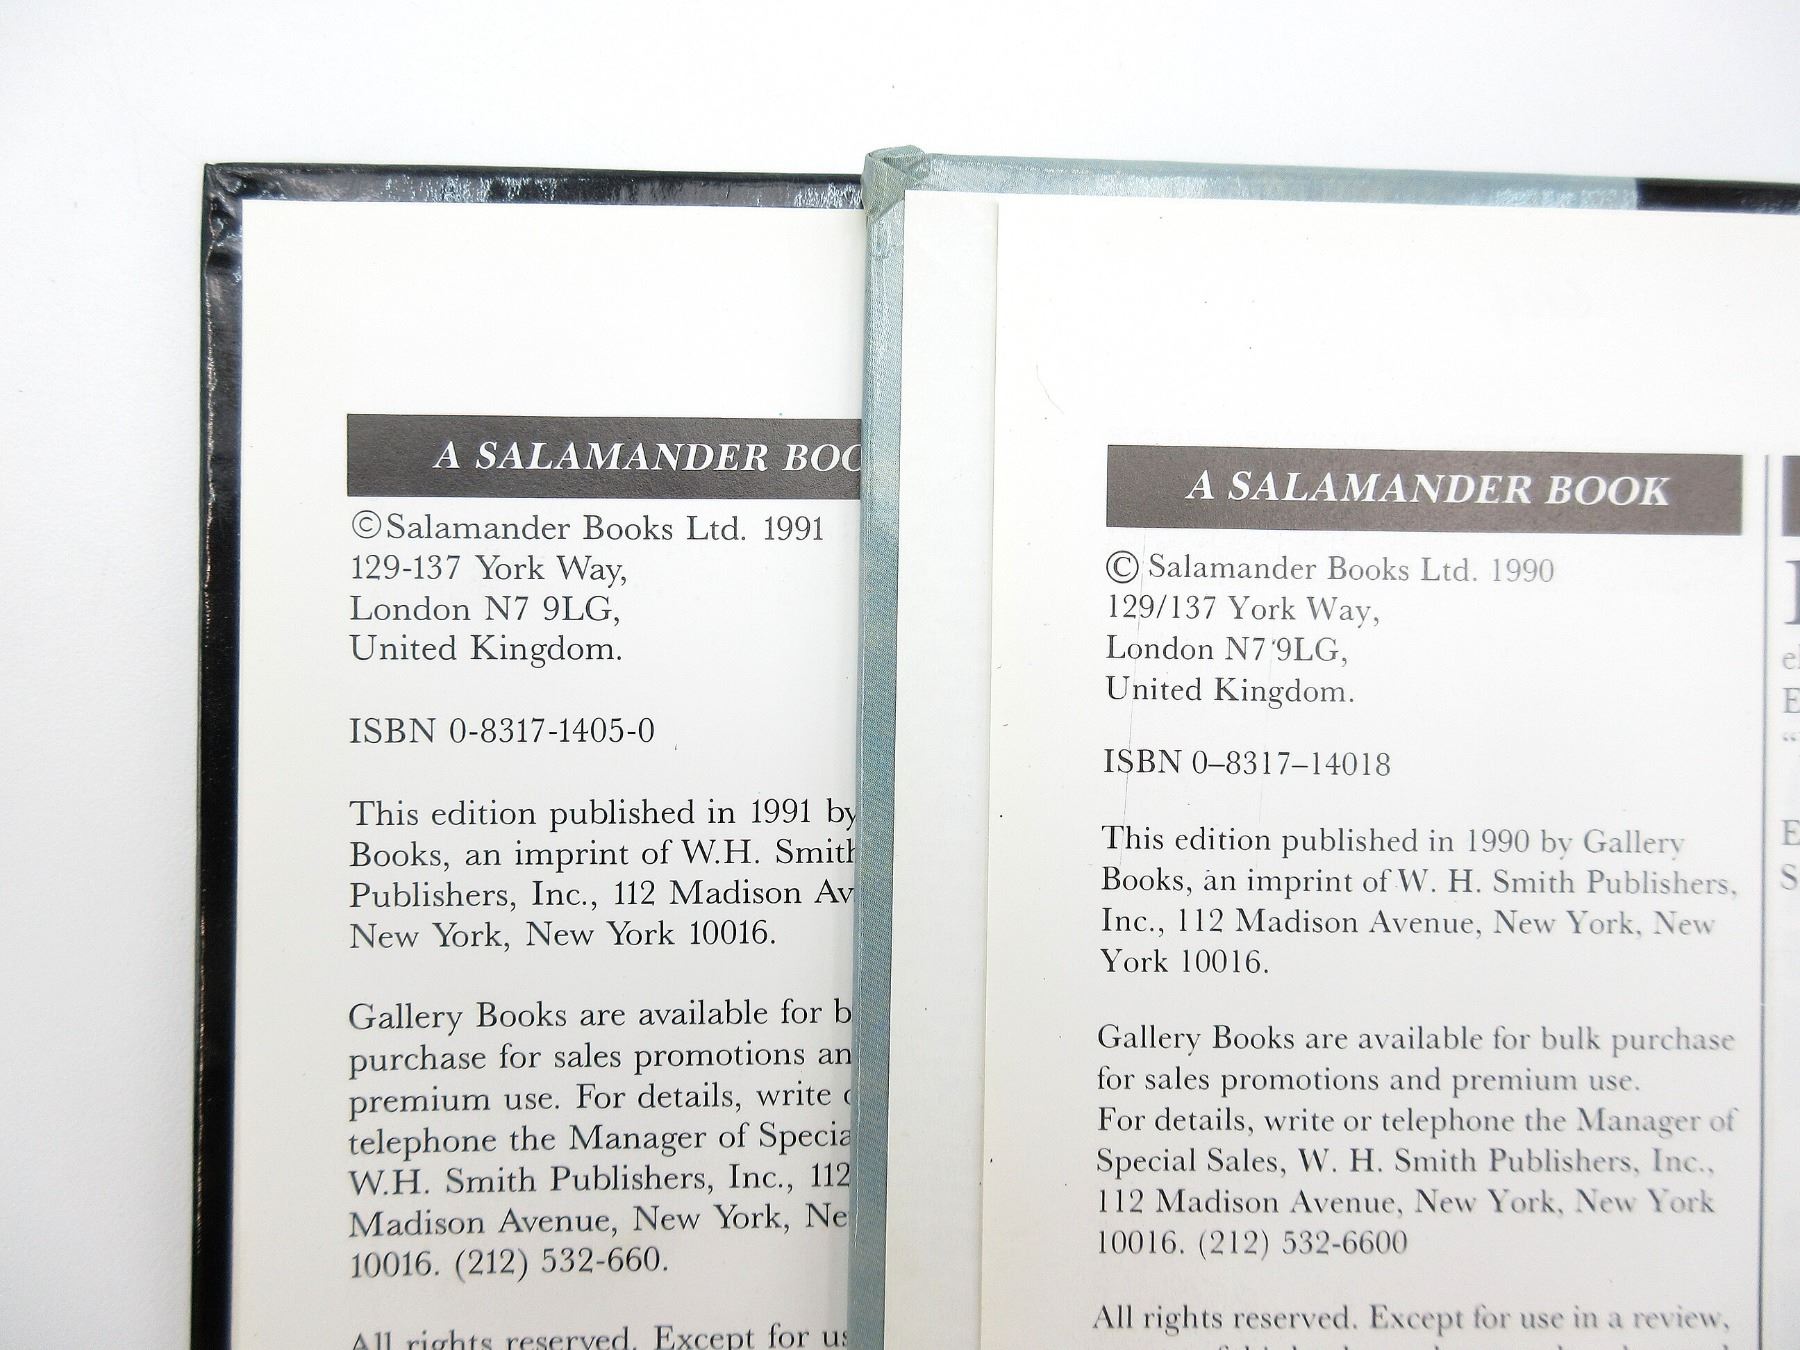 A SALAMANDER BOO
©Salamander Books Ltd. 1991
129-137 York Way,
London N7 9LG,
United Kingdom.
ISBN 0-8317-1405-0
This edition published in 1991 by
Books, an imprint of W.H. Smith
Publishers, Inc., 112 Madison Av
New York, New York 10016.
Gallery Books are available for b
purchase for sales promotions an
premium use. For details, write
telephone the Manager of Specia
W.H. Smith Publishers, Inc., 112
Madison Avenue, New York, Ne
10016. (212) 532-660.
All rights reserved. Except for us
A SALAMANDER BOOK
© Salamander Books Ltd. 1990
129/137 York Way,
London N7 9LG,
United Kingdom.
ISBN 0–8317–14018
This edition published in 1990 by Gallery
Books, an imprint of W. H. Smith Publishers,
Inc., 112 Madison Avenue, New York, New
York 10016.
Gallery Books are available for bulk purchase
for sales promotions and premium use.
For details, write or telephone the Manager of
Special Sales, W. H. Smith Publishers, Inc.,
112 Madison Avenue, New York, New York
10016. (212) 532-6600
All rights reserved. Except for use in a review,